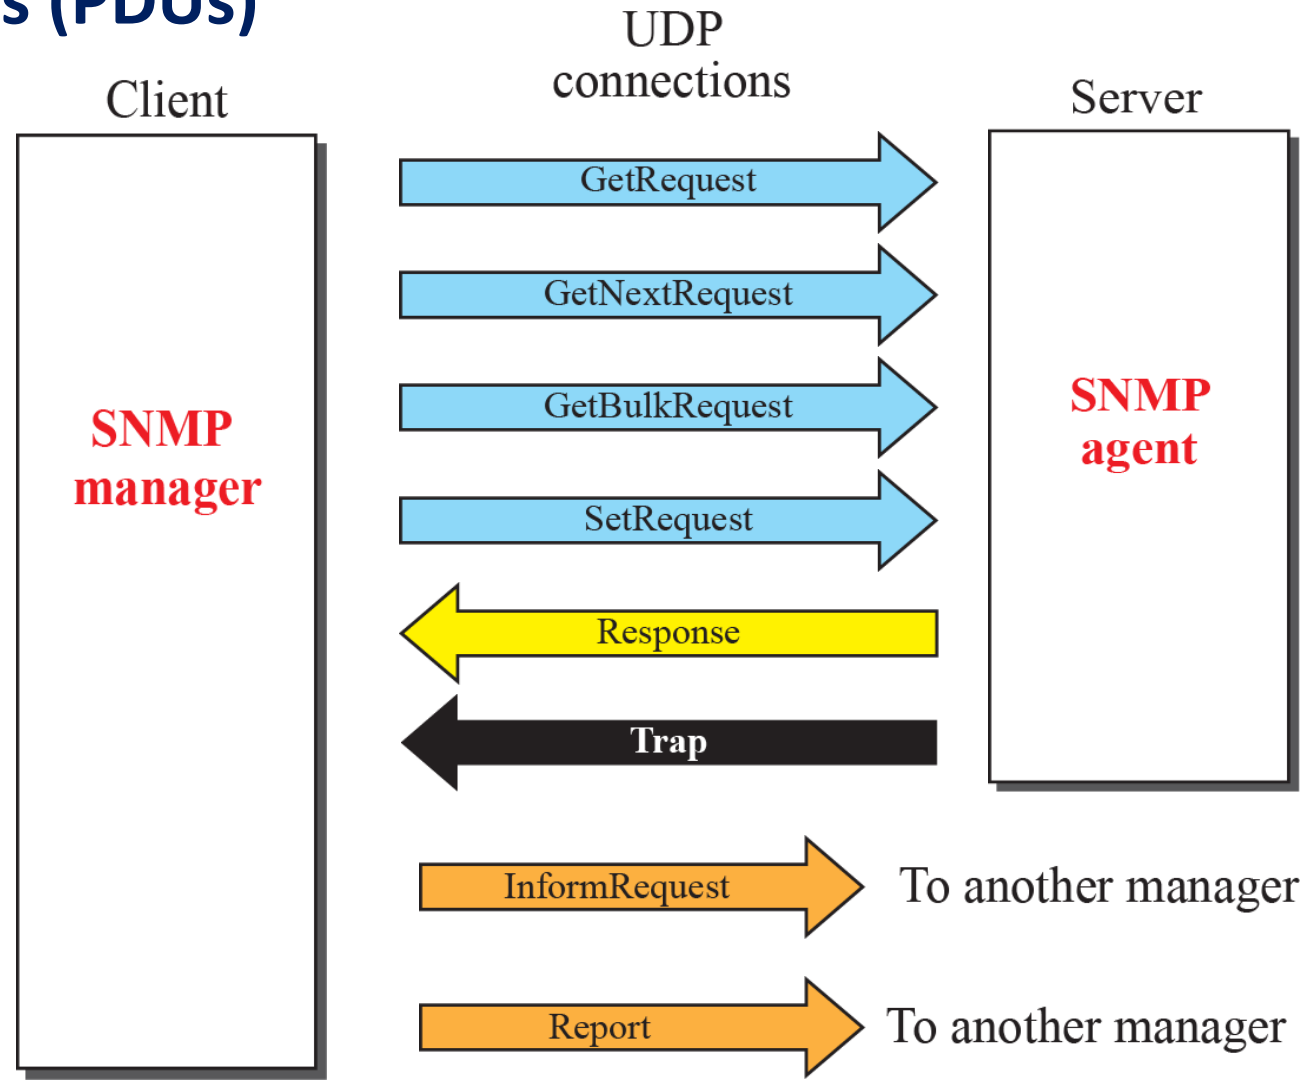 s (PDUs)
UDP
connections
Client
Server
GetRequest
GetNextRequest
GetBulkRequest
SetRequest
Response
Trap
SNMP
manager
SNMP
agent
InformRequest
To another manager
Report
To another manager